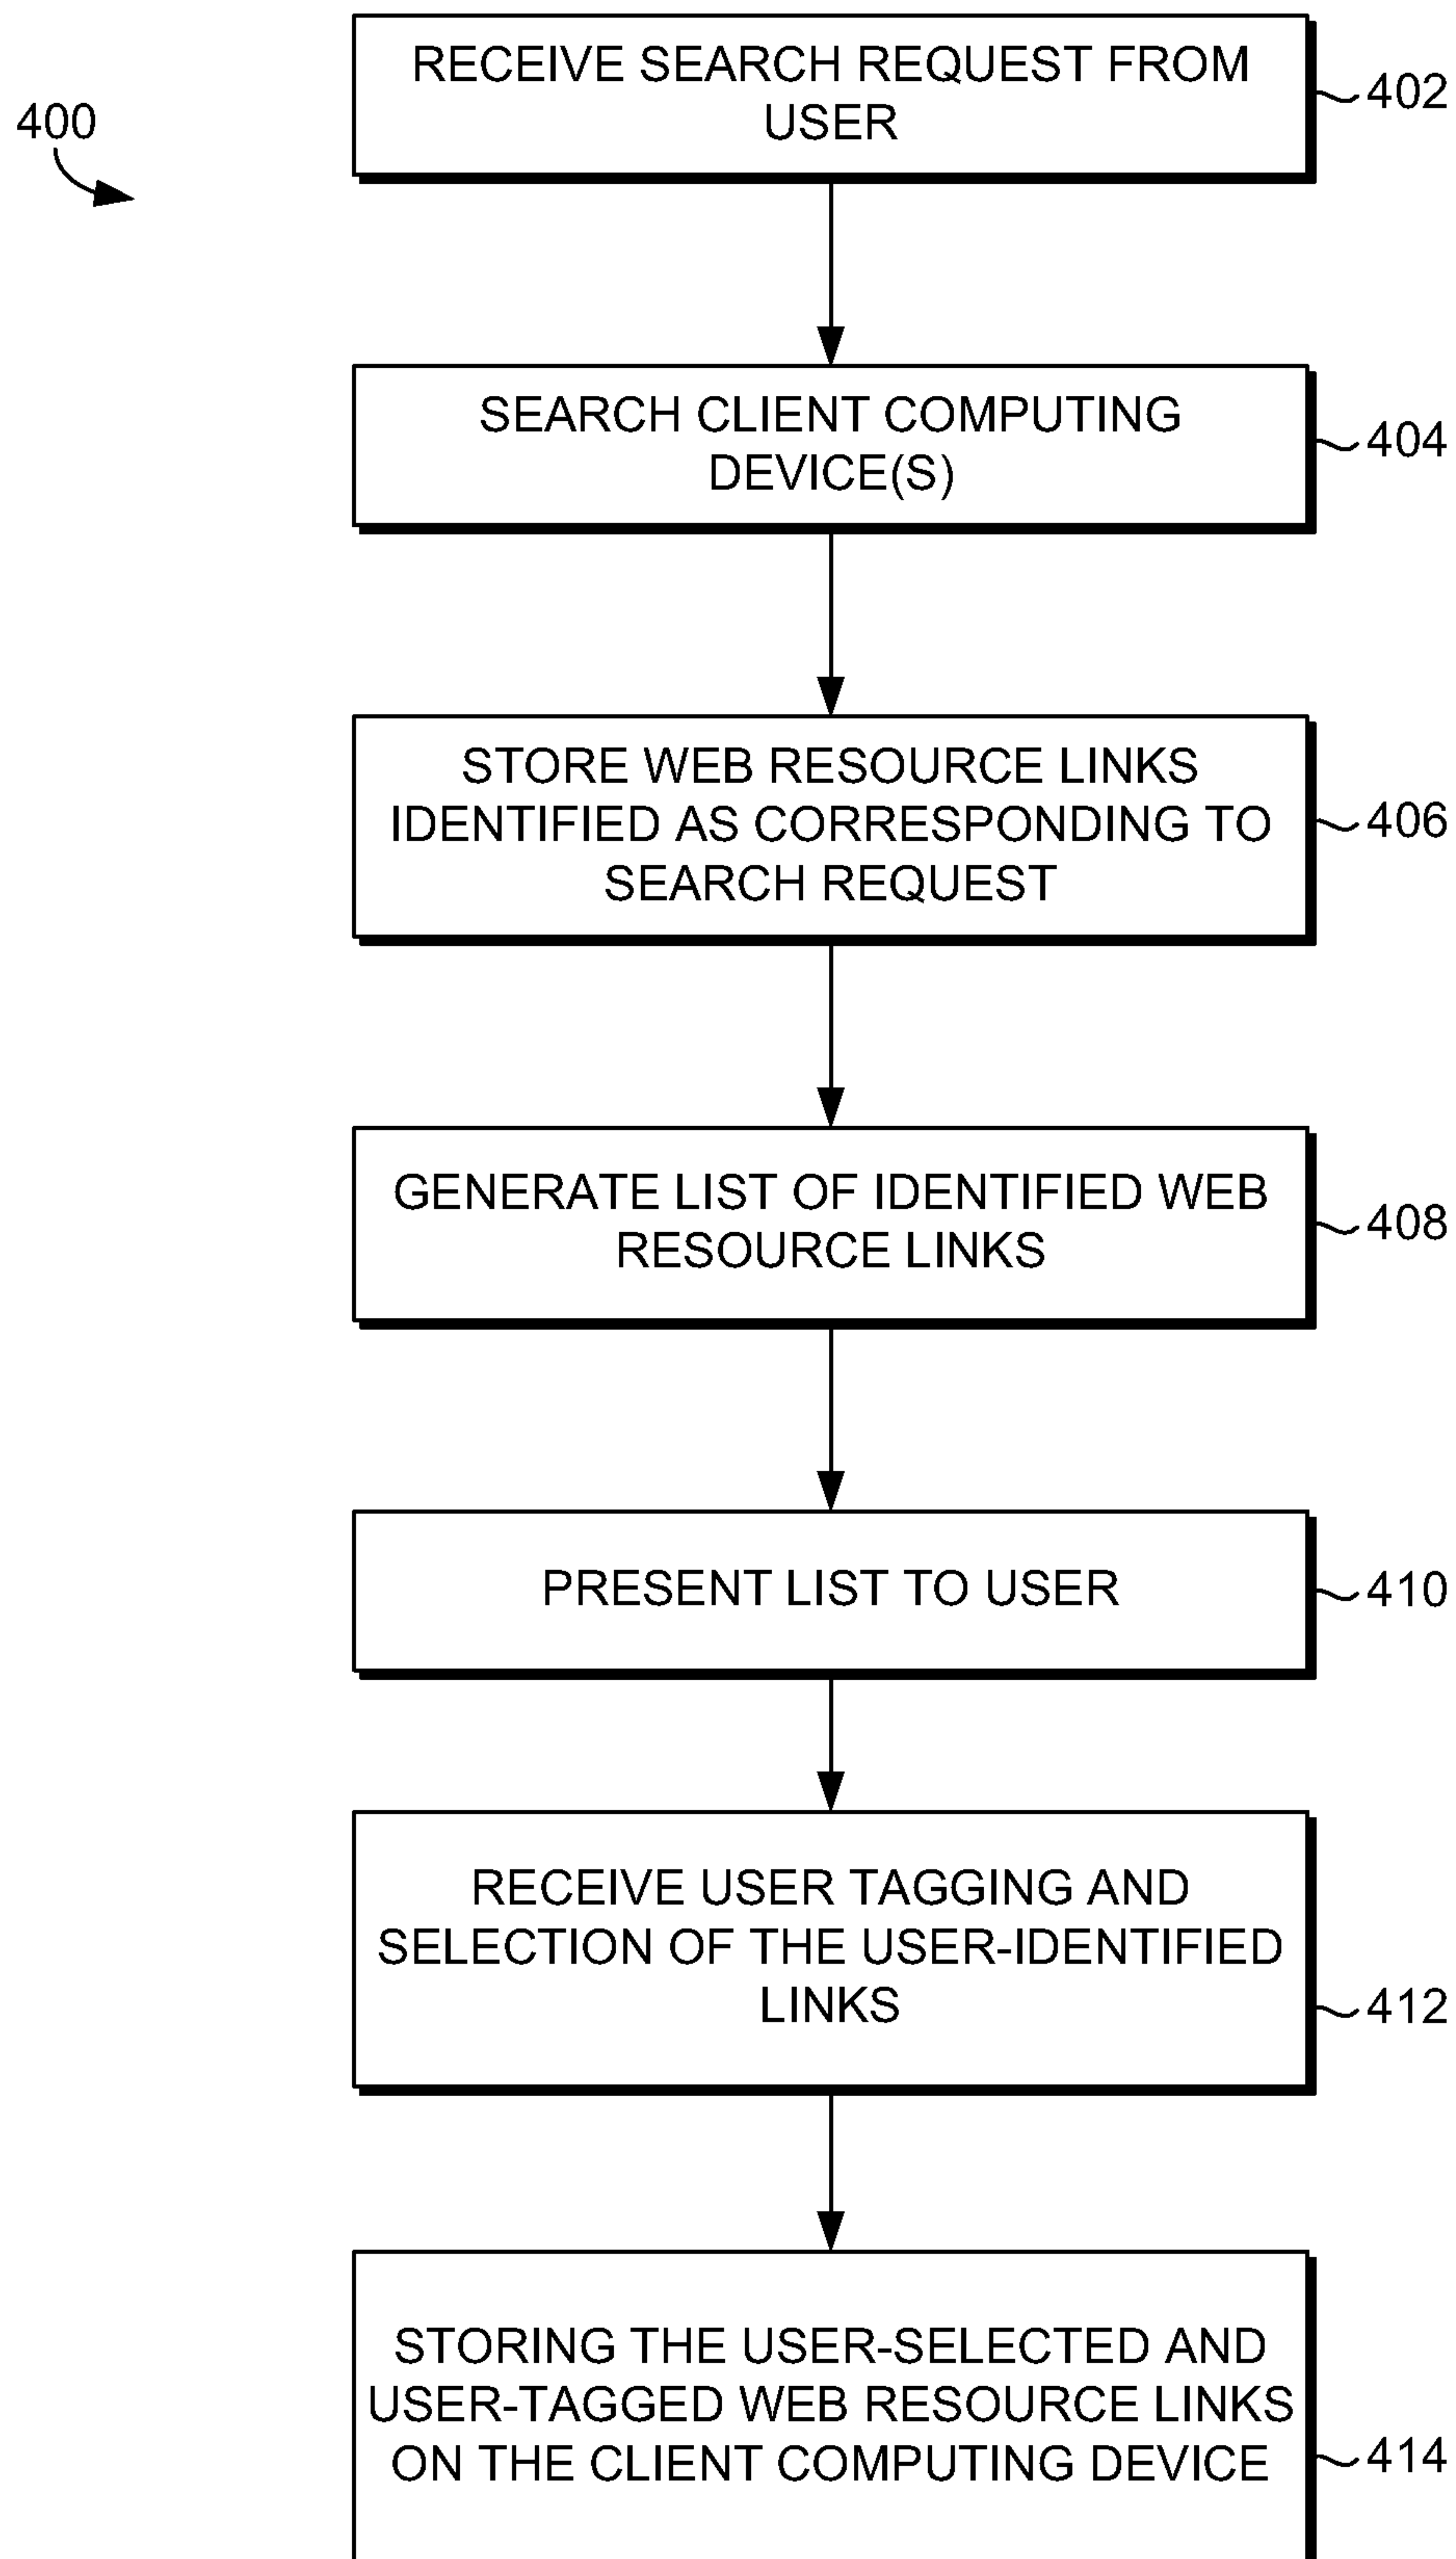 400
RECEIVE SEARCH REQUEST FROM
USER
402
SEARCH CLIENT COMPUTING
DEVICE(S)
404
STORE WEB RESOURCE LINKS
IDENTIFIED AS CORRESPONDING TO
SEARCH REQUEST
406
GENERATE LIST OF IDENTIFIED WEB
RESOURCE LINKS
408
PRESENT LIST TO USER
410
RECEIVE USER TAGGING AND
SELECTION OF THE USER-IDENTIFIED
LINKS
412
STORING THE USER-SELECTED AND
USER-TAGGED WEB RESOURCE LINKS
ON THE CLIENT COMPUTING DEVICE
414